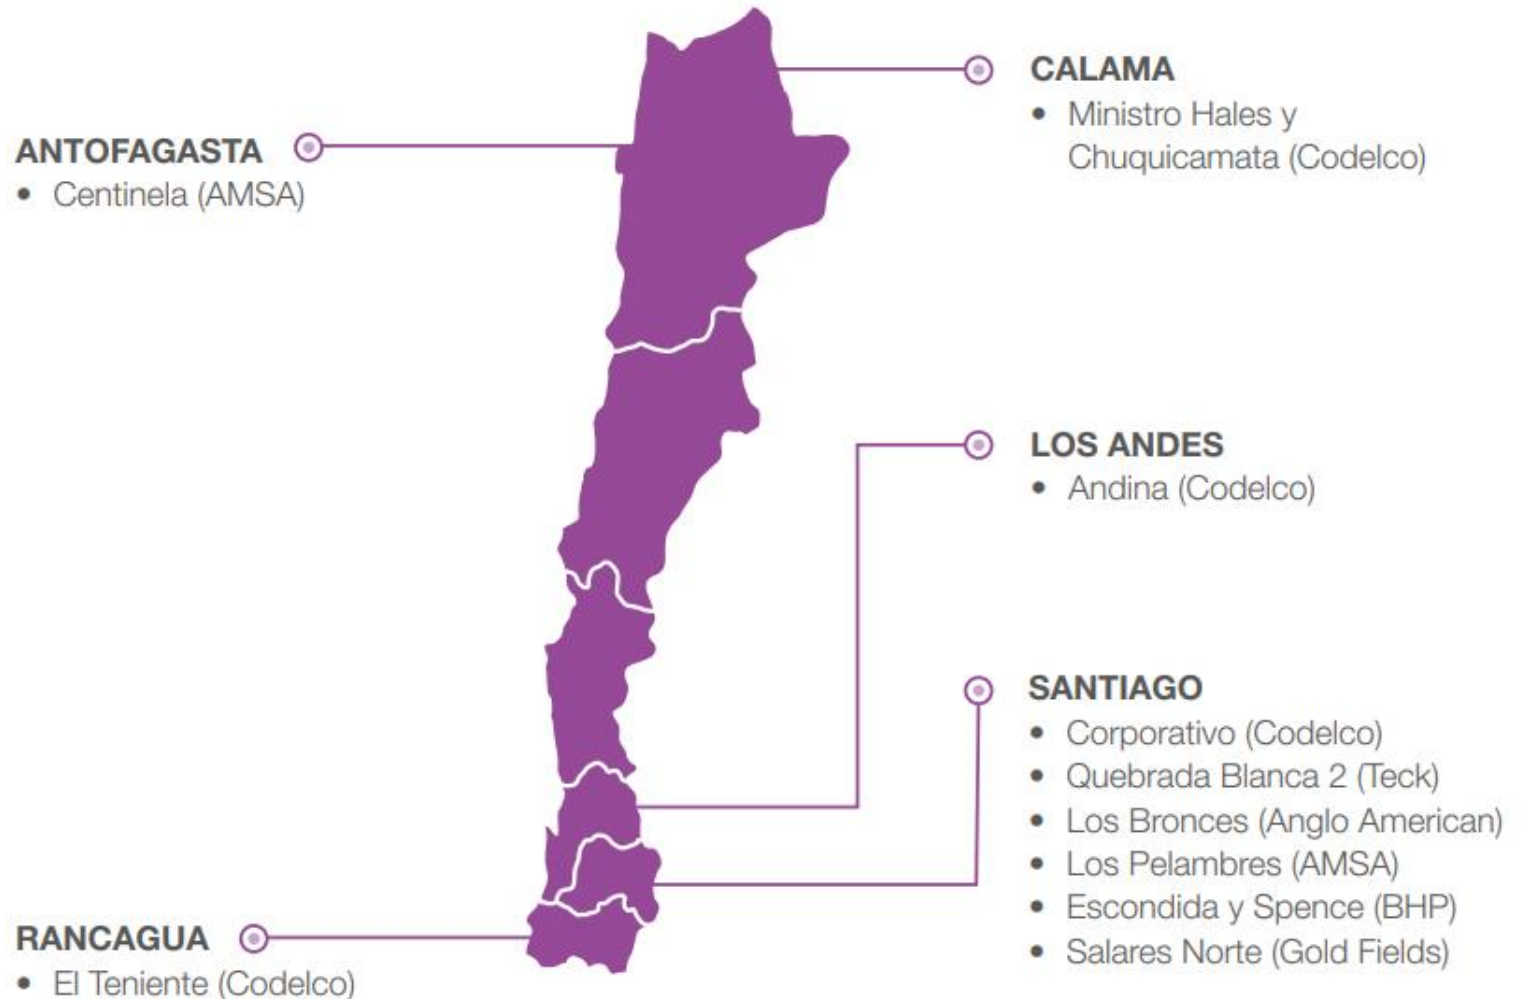 ANTOFAGASTA
• Centinela (AMSA)
CALAMA
• Ministro Hales y
Chuquicamata (Codelco)
LOS ANDES
• Andina (Codelco)
SANTIAGO
• Corporativo (Codelco)
• Quebrada Blanca 2 (Teck)
• Los Bronces (Anglo American)
• Los Pelambres (AMSA)
• Escondida y Spence (BHP)
• Salares Norte (Gold Fields)
RANCAGUA
• El Teniente (Codelco)